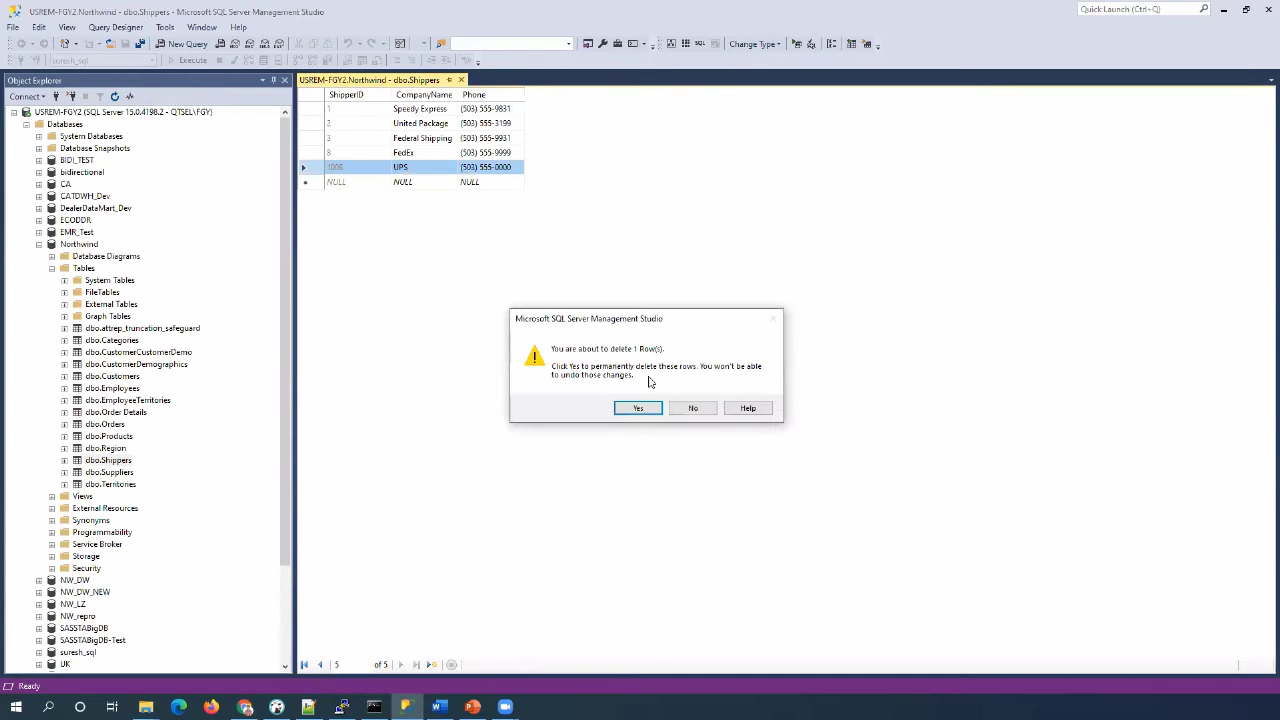 USREM-FGY2.Northwind - dbo.Shippers - Microsoft SQL Server Management Studio
Quick Launch (Ctrl+Q)
File Edit View Query Designer Tools Window Help
New Query
Change Type
suresh_sql
Execute
Object Explorer
USREM-FGY2.Northwind - dbo.Shippers
Connect
USREM-FGY2 (SQL Server 15.0.4198.2 - QTSEL\FGY)
Databases
System Databases
Database Snapshots
BIDI_TEST
bidirectional
CA
CATDWH_Dev
DealerDataMart_Dev
ECODDR
EMR_Test
Northwind
Database Diagrams
Tables
System Tables
FileTables
External Tables
Graph Tables
dbo.attrep_truncation_safeguard
dbo.Categories
dbo.CustomerCustomerDemo
dbo.CustomerDemographics
dbo.Customers
dbo.Employees
dbo.EmployeeTerritories
dbo.Order Details
dbo.Orders
dbo.Products
dbo.Region
dbo.Shippers
dbo.Suppliers
dbo.Territories
Views
External Resources
Synonyms
Programmability
Service Broker
Storage
Security
NW_DW
NW_DW_NEW
NW_LZ
NW_repro
SASSTABigDB
SASSTABigDB-Test
suresh_sql
UK
ShipperID CompanyName Phone
1 Speedy Express (503) 555-9831
2 United Package (503) 555-3199
3 Federal Shipping (503) 555-9931
8 FedEx (503) 555-9999
UPS (503) 555-0000
NULL NULL NULL
Microsoft SQL Server Management Studio
You are about to delete 1 Row(s).
Click Yes to permanently delete these rows. You won't be able
to undo those changes.
Yes No Help
5 of 5
Ready